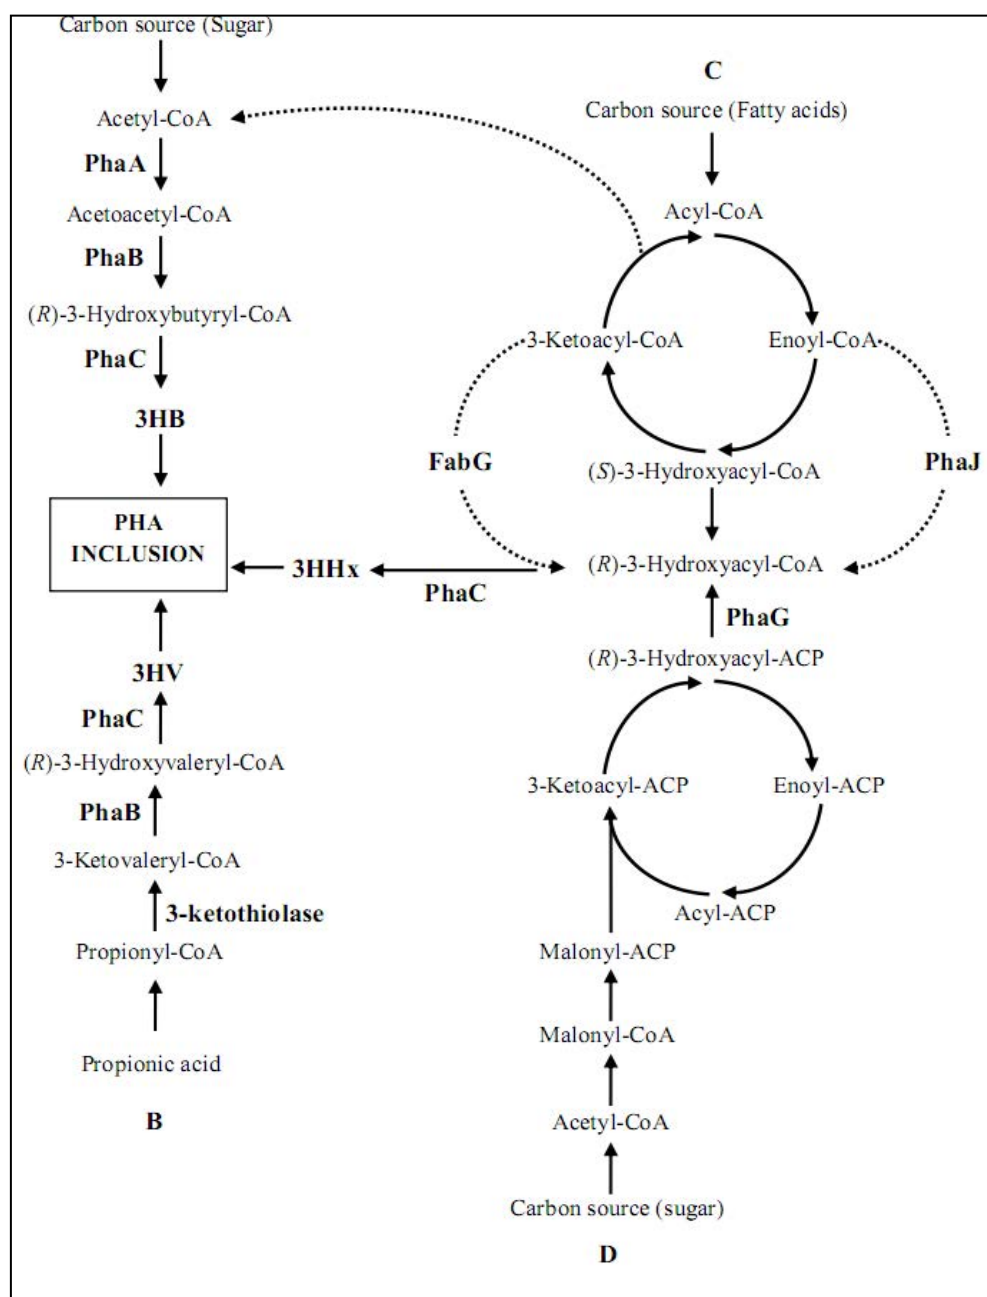 Carbon source (Sugar)
Acetyl-CoA
PhaA
Acetoacetyl-CoA
PhaB
(R)-3-Hydroxybutyryl-CoA
PhaC
3HB
PHA
INCLUSION
3HV
PhaC
(R)-3-Hydroxyvaleryl-CoA
PhaB
3-Ketovaleryl-CoA
3-ketothiolase
Propionyl-CoA
Propionic acid
B
C
Carbon source (Fatty acids)
Acyl-CoA
3-Ketoacyl-CoA
Enoyl-CoA
FabG
(S)-3-Hydroxyacyl-CoA
PhaJ
3HHx
PhaC
(R)-3-Hydroxyacyl-CoA
PhaG
(R)-3-Hydroxyacyl-ACP
3-Ketoacyl-ACP
Enoyl-ACP
Acyl-ACP
Malonyl-ACP
Malonyl-CoA
Acetyl-CoA
Carbon source (sugar)
D